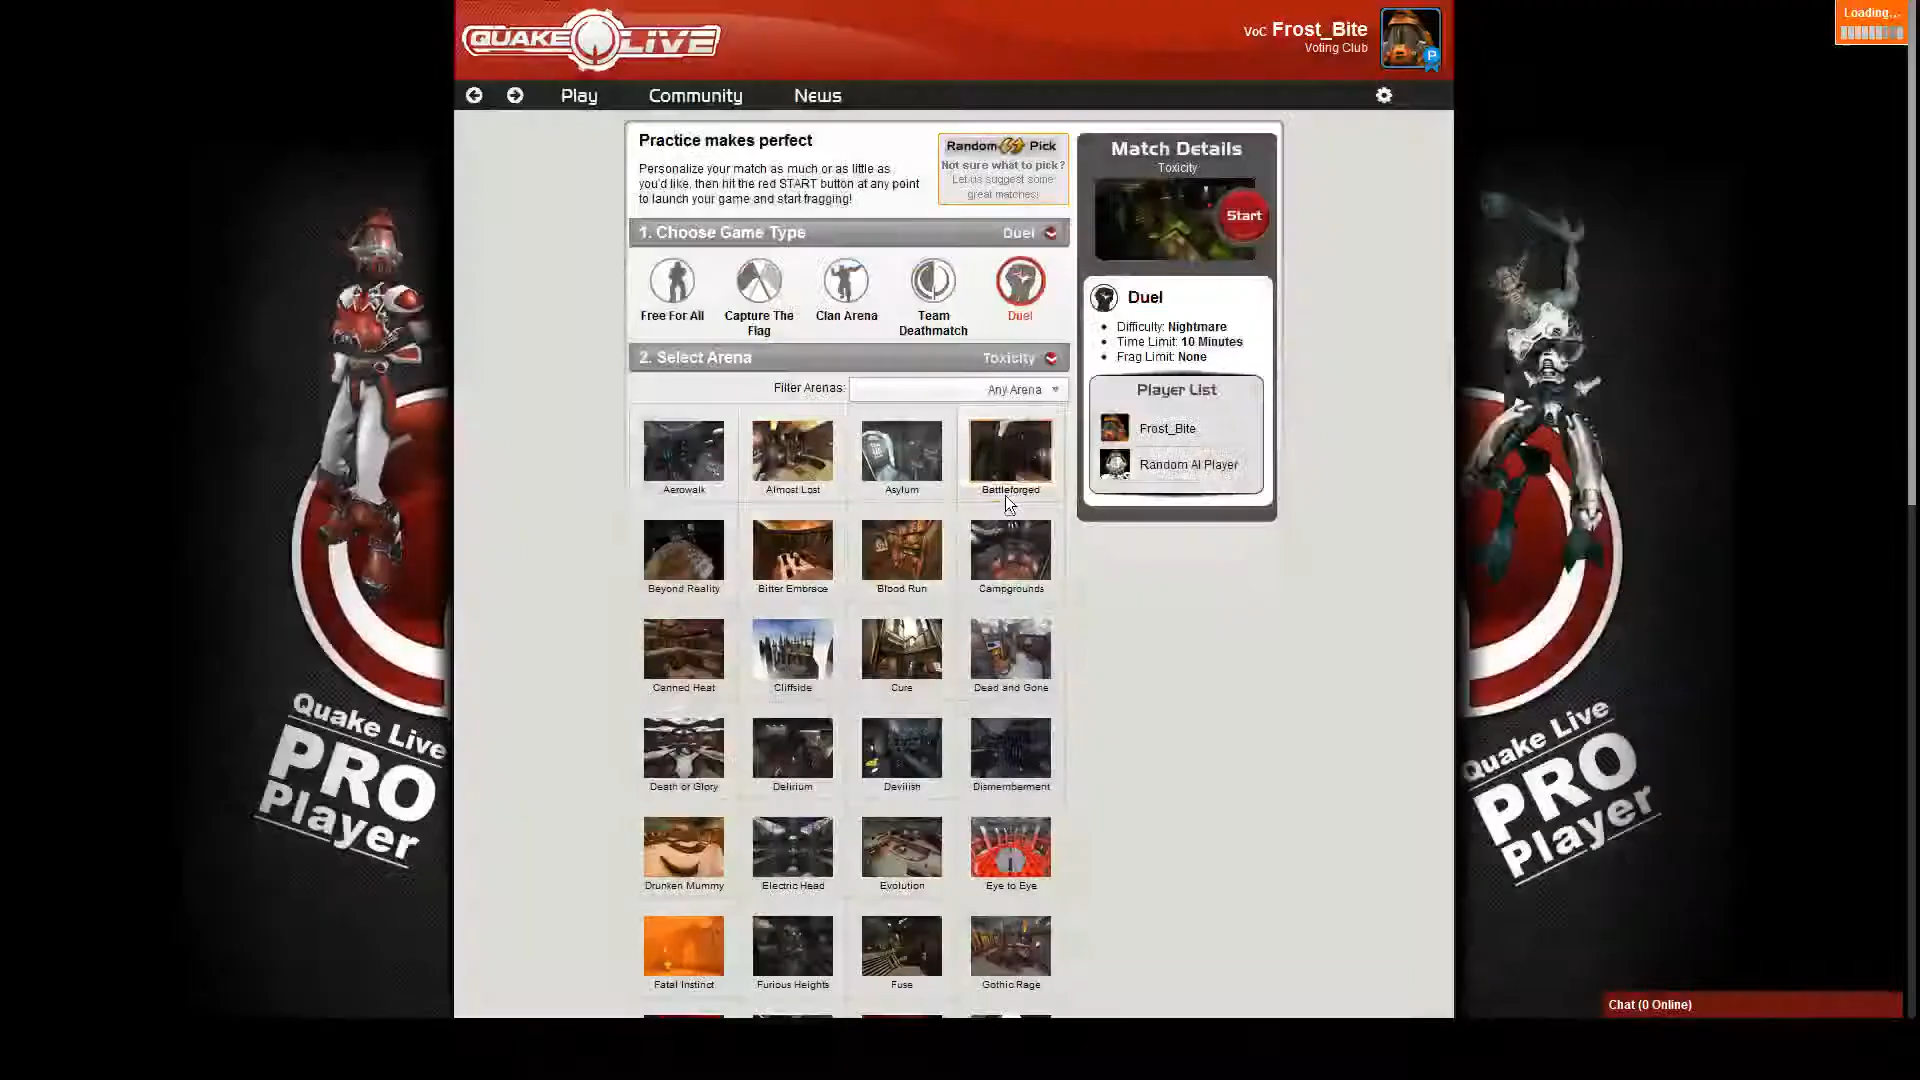 QUAKE LIVE
VoC Frost_Bite
Voting Club
P
Loading...
Play
Community
News
Practice makes perfect
Personalize your match as much or as little as
you'd like, then hit the red START button at any point
to launch your game and start fragging!
Random Pick
Not sure what to pick?
Let us suggest some
great matches!
1. Choose Game Type
Duel
Free For All
Capture The
Flag
Clan Arena
Team
Deathmatch
Duel
2. Select Arena
Toxicity
Filter Arenas:
Any Arena
Aerowalk
Almost Lost
Asylum
Battleforged
Beyond Reality
Bitter Embrace
Blood Run
Campgrounds
Canned Heat
Cliffside
Cure
Dead and Gone
Death or Glory
Delirium
Devilish
Dismemberment
Drunken Mummy
Electric Head
Evolution
Eye to Eye
Fatal Instinct
Furious Heights
Fuse
Gothic Rage
Match Details
Toxicity
Start
Duel
Difficulty: Nightmare
Time Limit: 10 Minutes
Frag Limit: None
Player List
Frost_Bite
Random AI Player
Quake Live
PRO
Player
Quake Live
PRO
Player
Chat (0 Online)